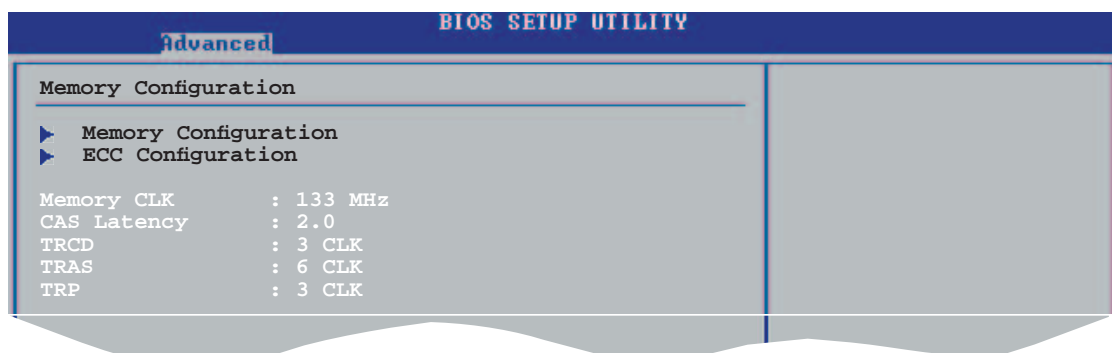 BIOS SETUP UTILITY
Advanced
Memory Configuration
Memory Configuration
ECC Configuration
Memory CLK : 133 MHz
CAS Latency : 2.0
TRCD : 3 CLK
TRAS : 6 CLK
TRP : 3 CLK